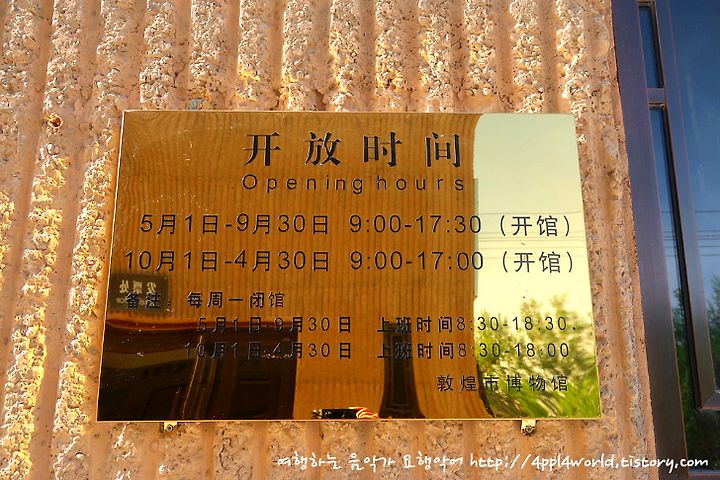 开放时间
Opening hours
5月1日-9月30日 9:00-17:30（开馆）
10月1日-4月30日 9:00-17:00（开馆）
备注：每周一闭馆
5月1日-9月30日 上班时间8:30-18:30.
10月1日-4月30日 上班时间8:30-18:00
敦煌市博物馆
여행하는 음악가 묘행악어 http://4ppl4world.tistory.com